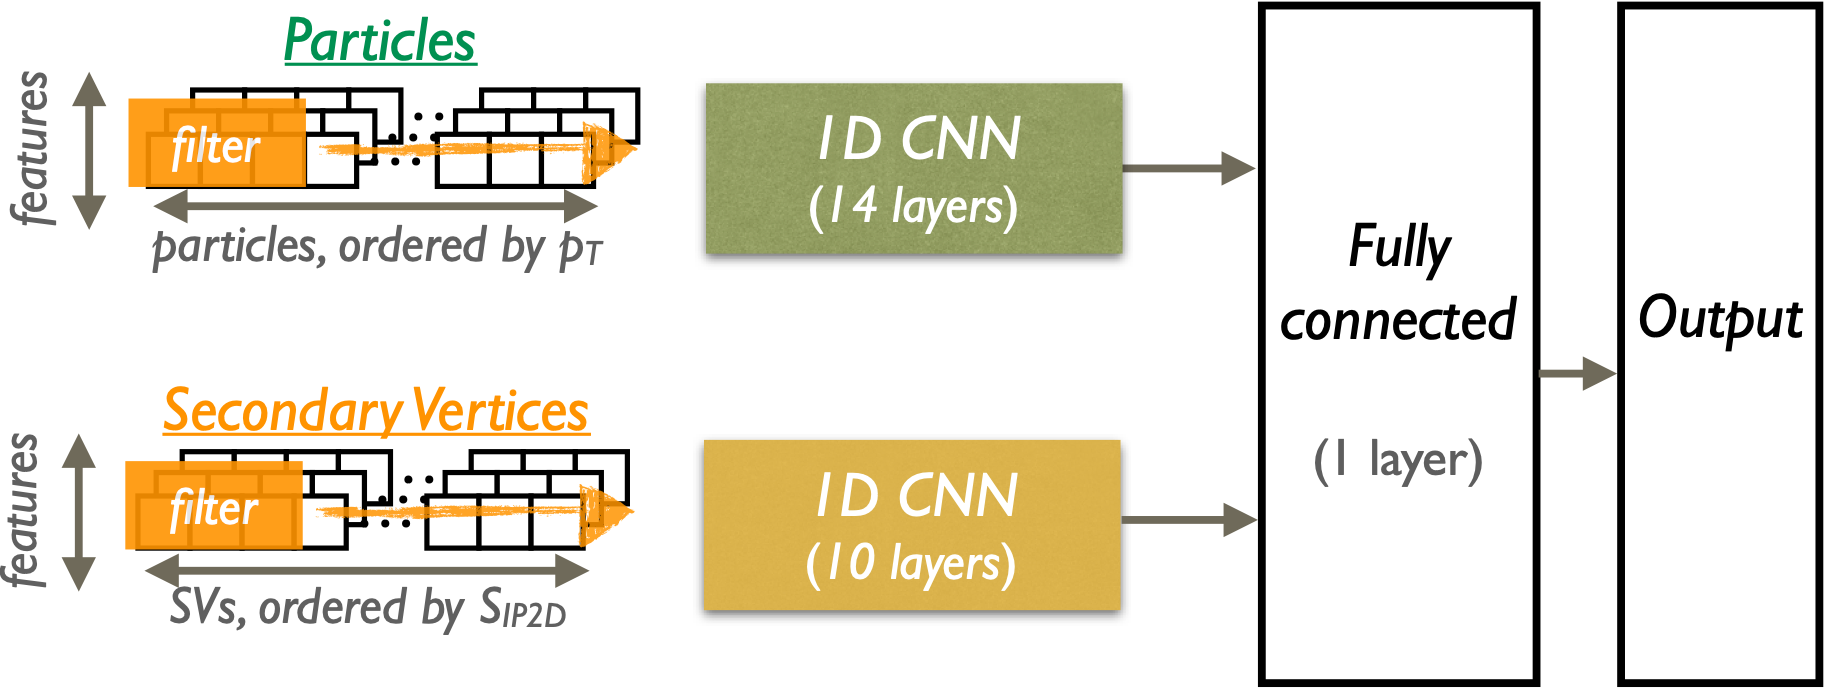 Particles
features
filter
particles, ordered by pT
1D CNN
(14 layers)
Secondary Vertices
features
filter
SVs, ordered by SIP2D
1D CNN
(10 layers)
Fully
connected
(1 layer)
Output